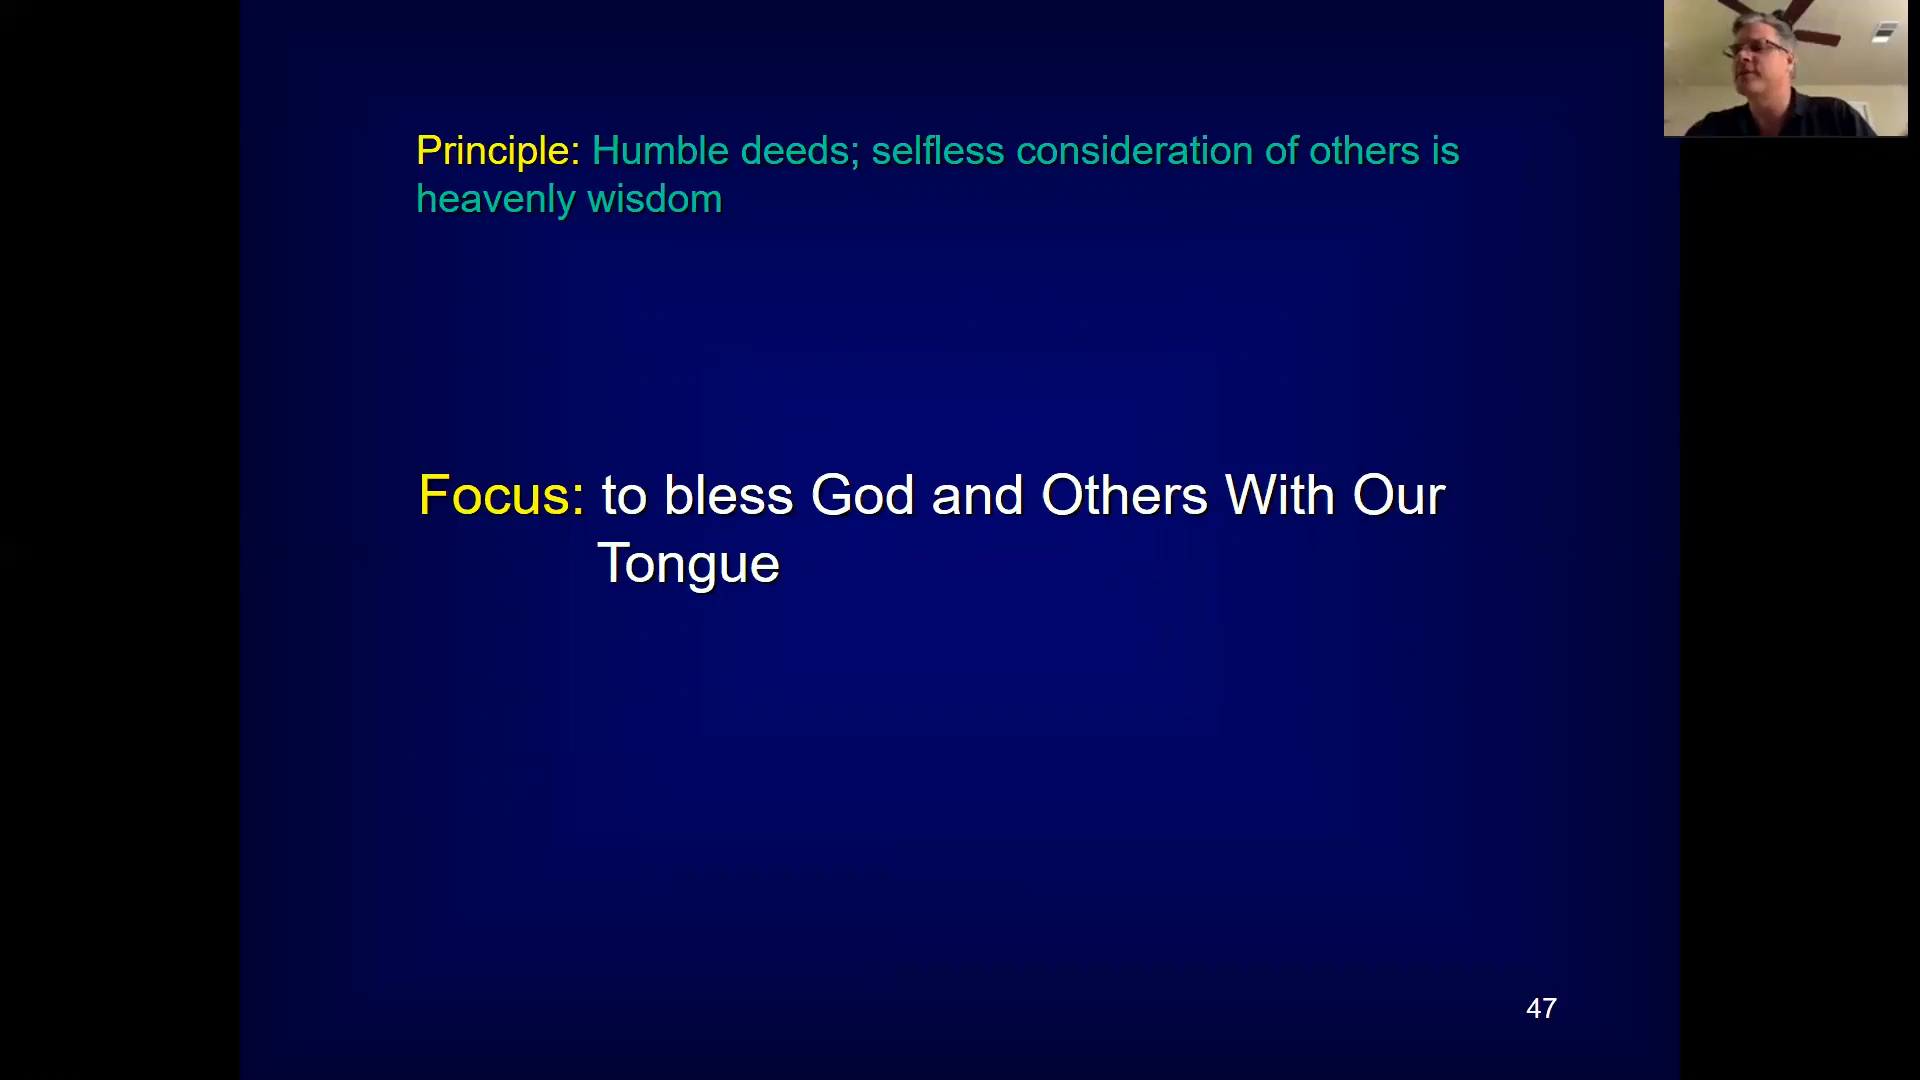 Principle: Humble deeds; selfless consideration of others is
heavenly wisdom
Focus: to bless God and Others With Our
Tongue
47